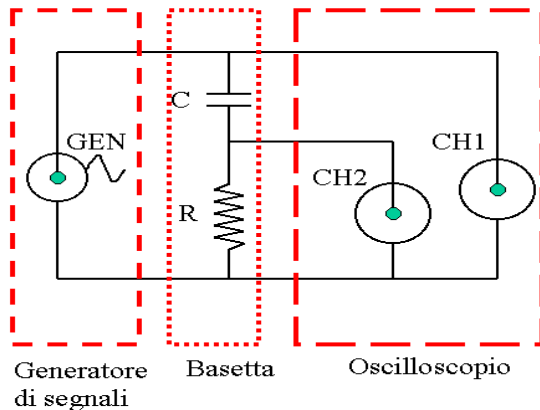 C
GEN
CH1
CH2
R
Generatore
di segnali
Basetta
Oscilloscopio